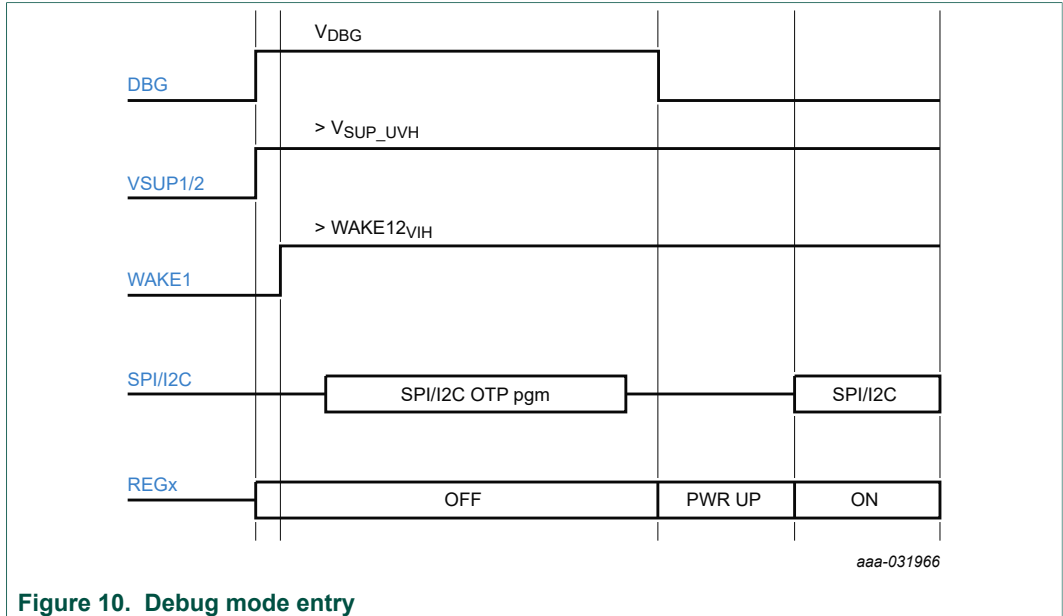 VDBG
DBG
> VSUP_UVH
VSUP1/2
> WAKE12VIH
WAKE1
SPI/I2C
SPI/I2C OTP pgm
SPI/I2C
REGx
OFF
PWR UP
ON
aaa-031966
Figure 10. Debug mode entry